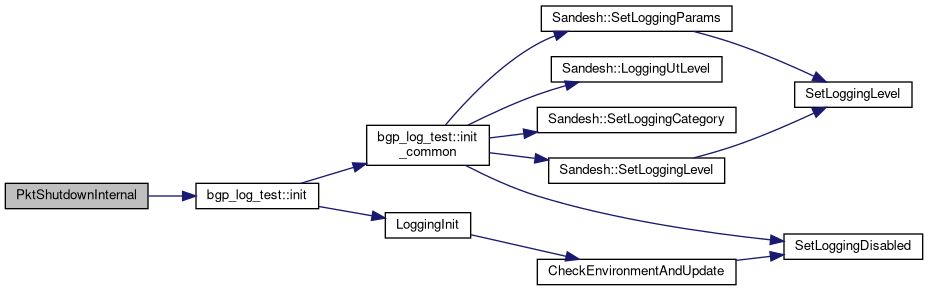 PktShutdownInternal
bgp_log_test::init
bgp_log_test::init
_common
LoggingInit
Sandesh::SetLoggingParams
Sandesh::LoggingUtLevel
Sandesh::SetLoggingCategory
Sandesh::SetLoggingLevel
CheckEnvironmentAndUpdate
SetLoggingLevel
SetLoggingDisabled